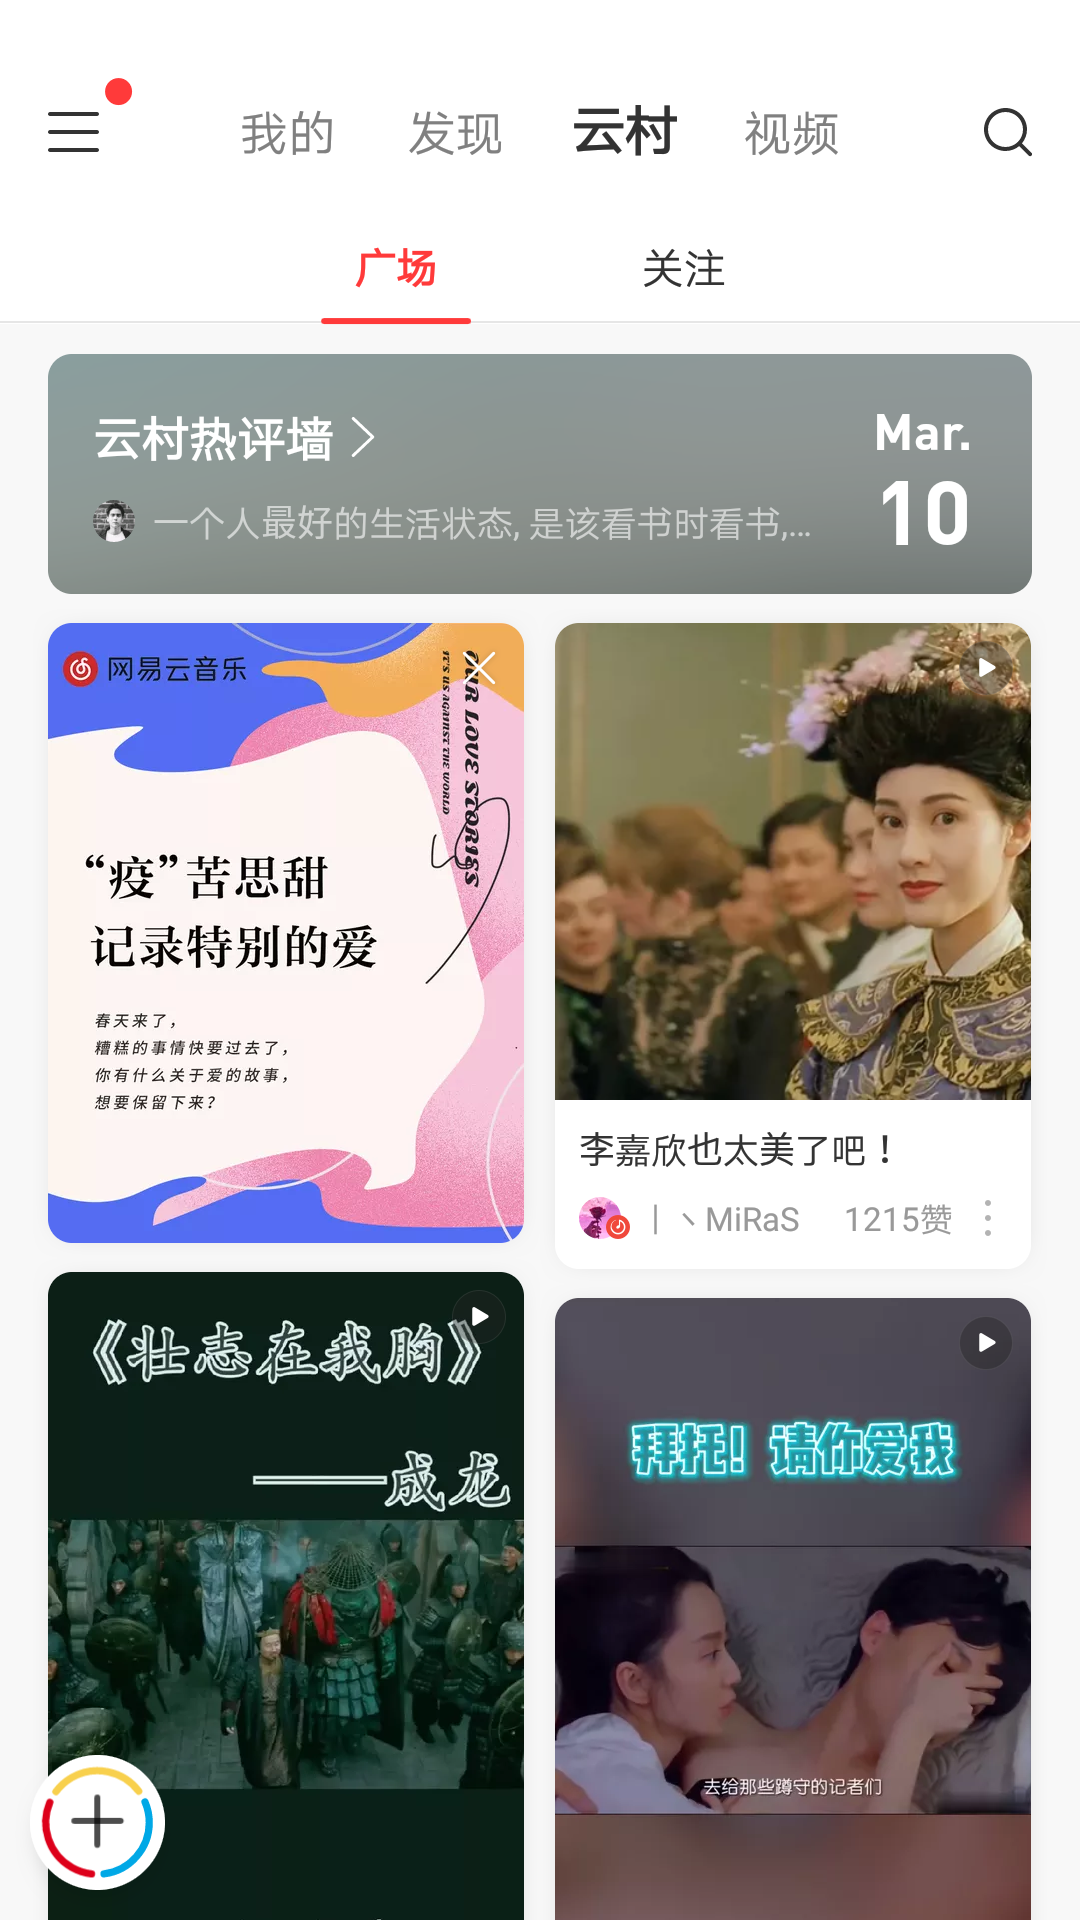 我的 发现 云村 视频
广场 关注
云村热评墙
Mar.
10
一个人最好的生活状态, 是该看书时看书,...
网易云音乐
OUR LOVE STORISS
IT'S US AGAINST THE WORLD
“疫”苦思甜
记录特别的爱
春天来了，
糟糕的事情快要过去了，
你有什么关于爱的故事，
想要保留下来？
李嘉欣也太美了吧！
丨丶MiRaS 1215赞
《壮志在我胸》
——成龙
拜托！请你爱我
去给那些蹲守的记者们